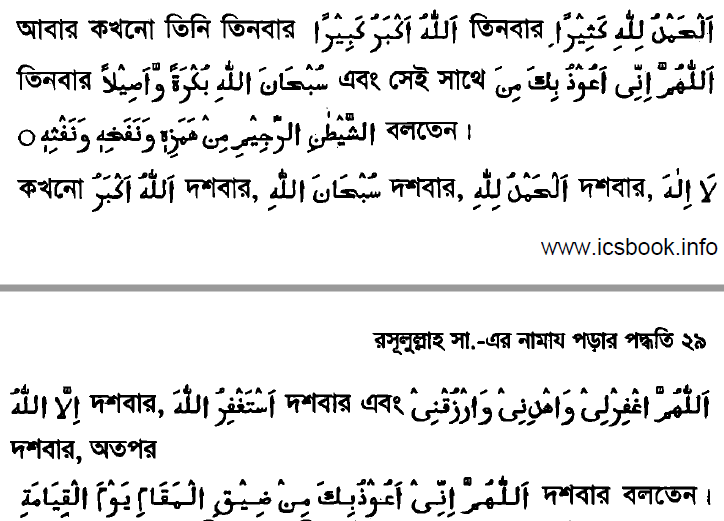 আবার কখনো তিনি তিনবার اَللّٰهُ اَكْبَرُ كَبِيْرًا তিনবার اَلْحَمْدُ لِلّٰهِ كَثِيْرًا
তিনবার سُبْحَانَ اللّٰهِ بُكْرَةً وَّاَصِيْلاً এবং সেই সাথে اَللّٰهُمَّ اِنِّى اَعُوْذُ بِكَ مِنَ
الشَّيْطٰنِ الرَّجِيْمِ مِنْ هَمَزِهٖ وَنَفَخِهٖ وَنَفْثِهٖ○ বলতেন।
কখনো اَللّٰهُ اَكْبَرُ দশবার, سُبْحَانَ اللّٰهِ দশবার, اَلْحَمْدُ لِلّٰهِ দশবার, لَا اِلٰهَ
www.icsbook.info
রসূলুল্লাহ সা.-এর নামায পড়ার পদ্ধতি ২৯
اِلَّا اللّٰهُ দশবার, اَسْتَغْفِرُ اللّٰهَ দশবার এবং اَللّٰهُمَّ اغْفِرْلِىْ وَاهْدِنِىْ وَارْزُقْنِىْ
দশবার, অতপর
اَللّٰهُمَّ اِنِّىْ اَعُوْذُبِكَ مِنْ ضِيْقِ الْمَقَامِ يَوْمَ الْقِيَامَةِ দশবার বলতেন।